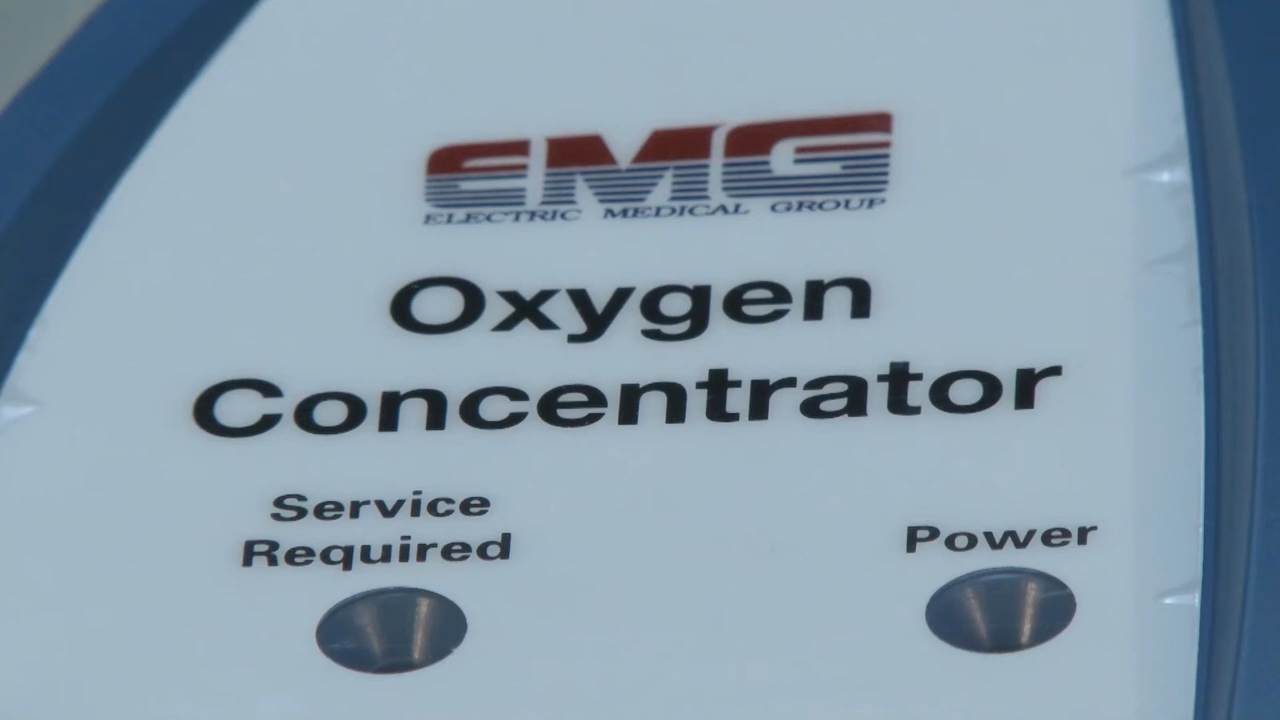 EMG
ELECTRIC MEDICAL GROUP
Oxygen
Concentrator
Service
Required
Power